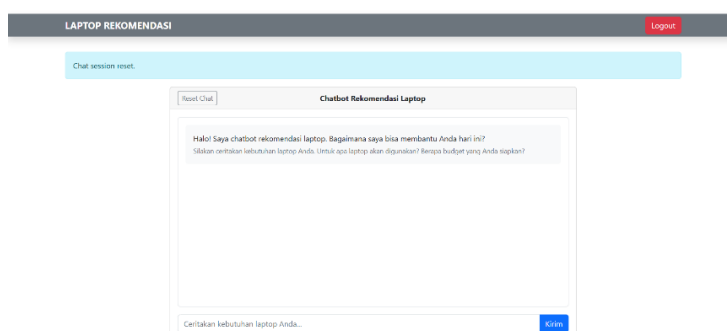 LAPTOP REKOMENDASI
Logout
Chat session reset.
Reset Chat
Chatbot Rekomendasi Laptop
Halo! Saya chatbot rekomendasi laptop. Bagaimana saya bisa membantu Anda hari ini?
Silakan ceritakan kebutuhan laptop Anda. Untuk apa laptop akan digunakan? Berapa budget yang Anda siapkan?
Ceritakan kebutuhan laptop Anda...
Kirim